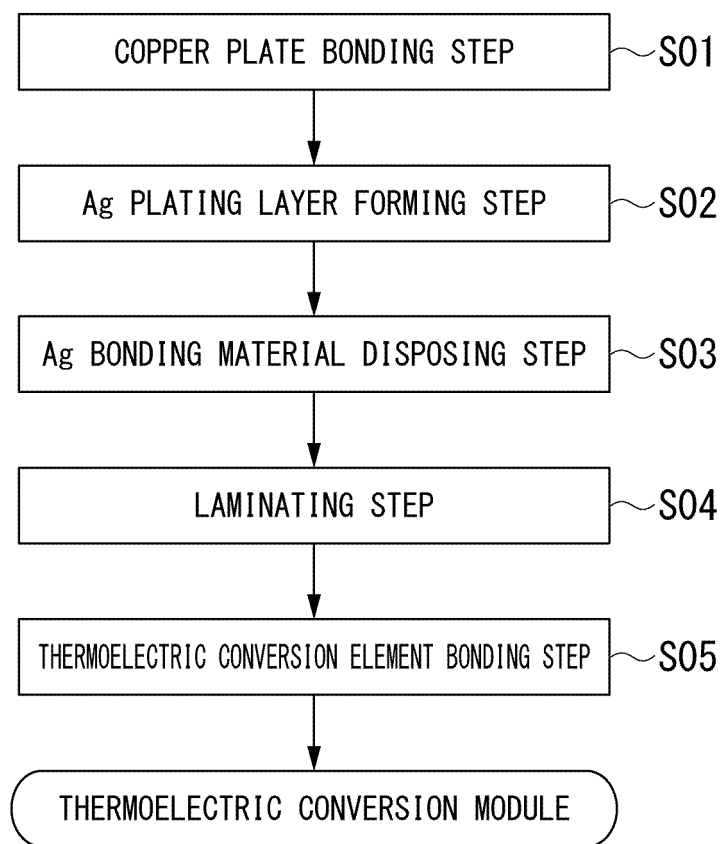 COPPER PLATE BONDING STEP S01
Ag PLATING LAYER FORMING STEP S02
Ag BONDING MATERIAL DISPOSING STEP S03
LAMINATING STEP S04
THERMOELECTRIC CONVERSION ELEMENT BONDING STEP S05
THERMOELECTRIC CONVERSION MODULE